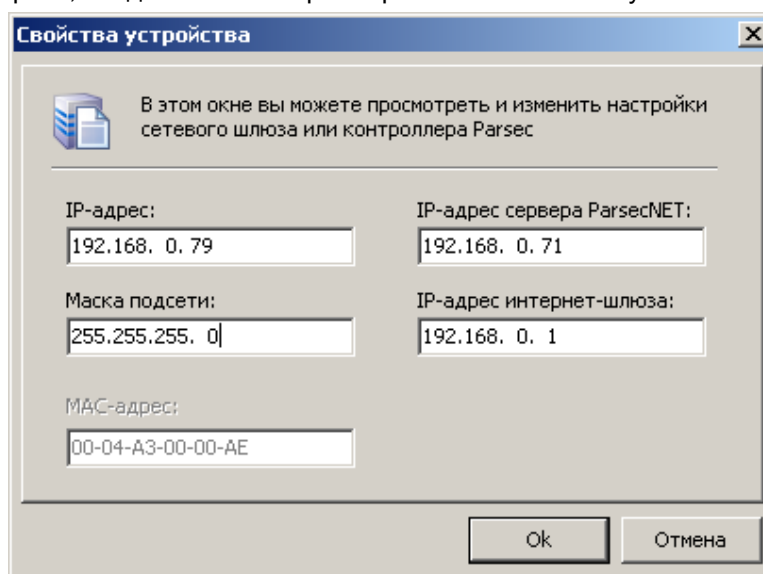 Свойства устройства
В этом окне вы можете просмотреть и изменить настройки
сетевого шлюза или контроллера Parsec
IP-адрес:
IP-адрес сервера ParsecNET:
192.168. 0. 79
192.168. 0. 71
Маска подсети:
IP-адрес интернет-шлюза:
255.255.255. 0
192.168. 0. 1
MAC-адрес:
00-04-A3-00-00-AE
Ok
Отмена